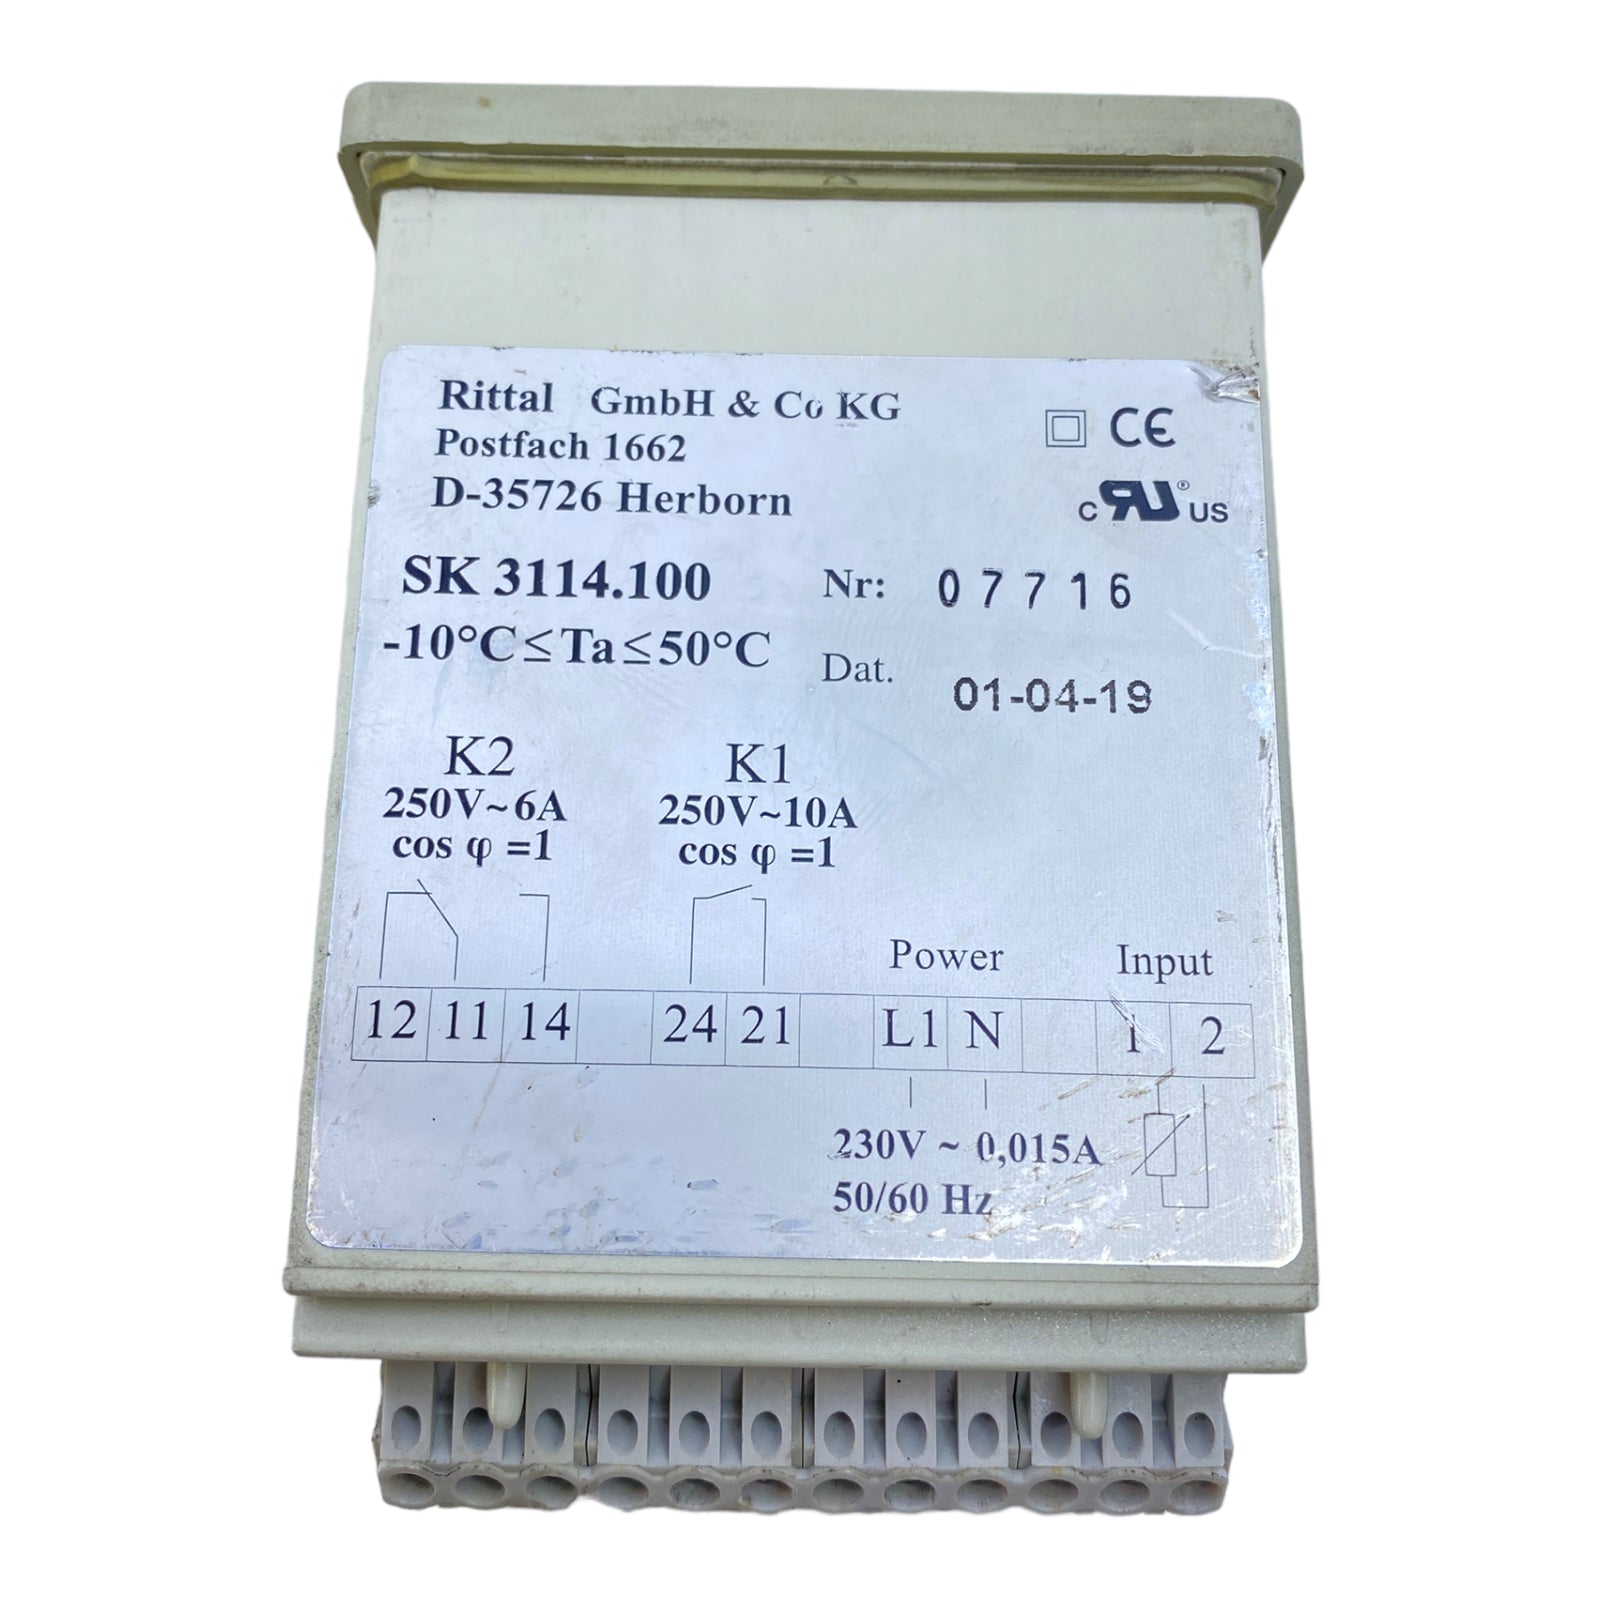 Rittal GmbH & Co KG
Postfach 1662
D-35726 Herborn
CE
c RU® US
SK 3114.100
Nr: 07716
-10°C≤Ta≤50°C
Dat. 01-04-19
K2
250V~6A
cos φ =1
K1
250V~10A
cos φ =1
Power
Input
12 11 14 24 21 L1 N 1 2
230V ~ 0,015A
50/60 Hz